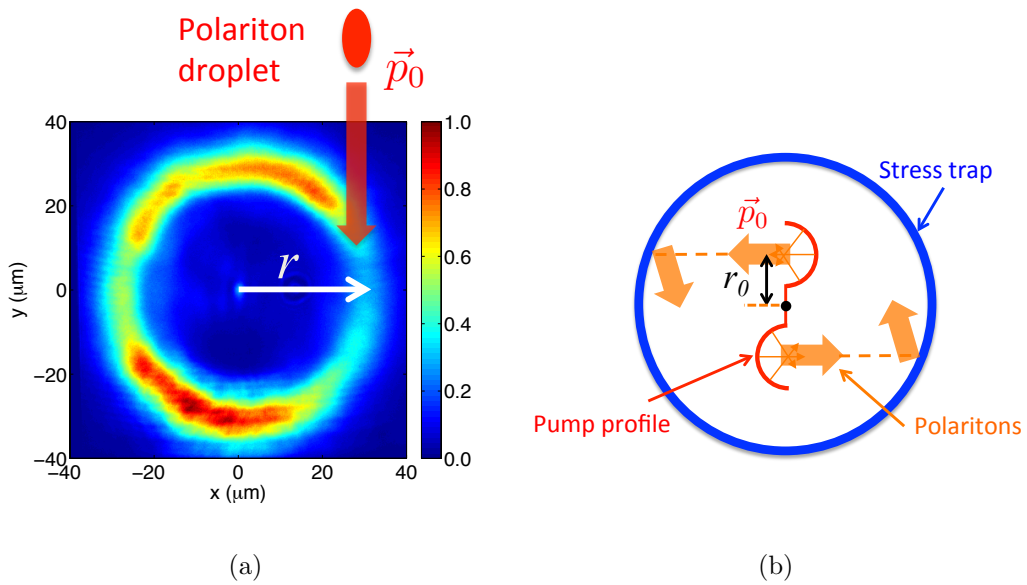 Polariton
droplet
p⃗₀
40
20
0
−20
−40
y (μm)
−40
−20
0
20
40
x (μm)
r
1.0
0.8
0.6
0.4
0.2
0.0
(a)
Stress trap
p⃗₀
r₀
Pump profile
Polaritons
(b)